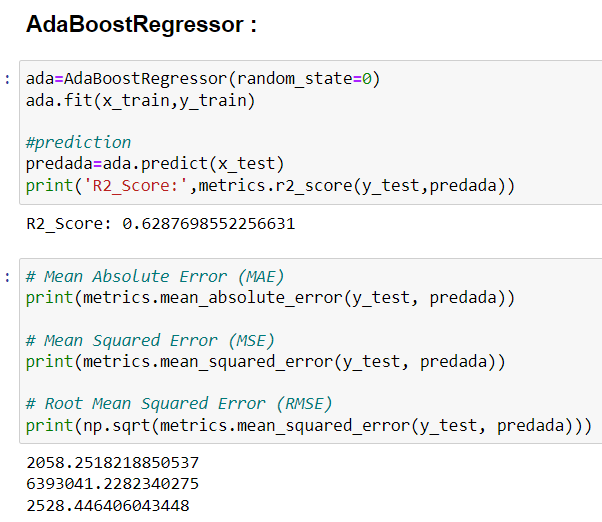 AdaBoostRegressor :
: ada=AdaBoostRegressor(random_state=0)
ada.fit(x_train,y_train)
#prediction
predada=ada.predict(x_test)
print('R2_Score:',metrics.r2_score(y_test,predada))
R2_Score: 0.6287698552256631
: # Mean Absolute Error (MAE)
print(metrics.mean_absolute_error(y_test, predada))
# Mean Squared Error (MSE)
print(metrics.mean_squared_error(y_test, predada))
# Root Mean Squared Error (RMSE)
print(np.sqrt(metrics.mean_squared_error(y_test, predada)))
2058.2518218850537
6393041.2282340275
2528.446406043448